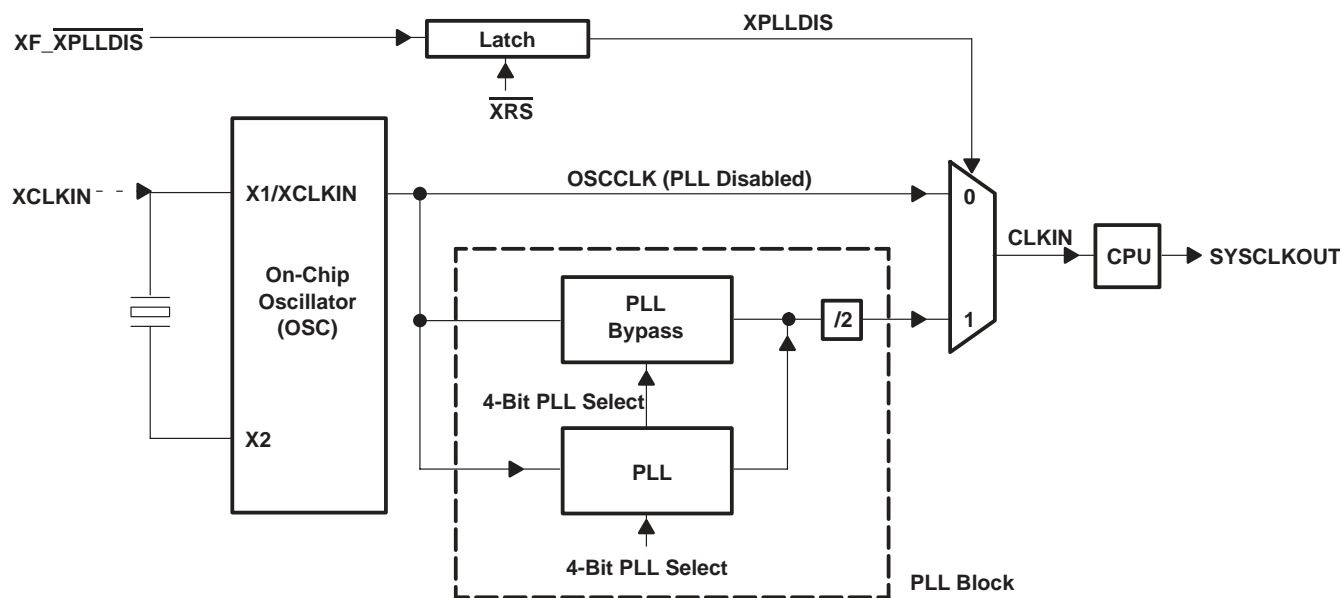 XPLLDIS
XF_XPLLDIS
Latch
XRS
XCLKIN
X1/XCLKIN
OSCCLK (PLL Disabled)
0
On-Chip
Oscillator
(OSC)
CLKIN
CPU
SYSCLKOUT
PLL
Bypass
/2
1
4-Bit PLL Select
X2
PLL
4-Bit PLL Select
PLL Block